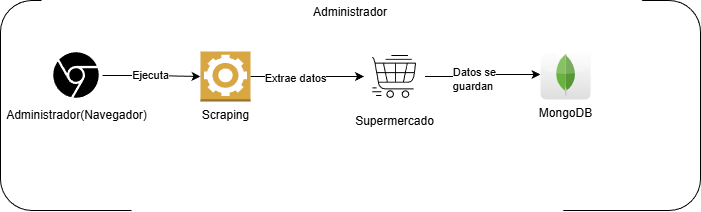 Administrador
Ejecuta
Extrae datos
Datos se
guardan
Administrador(Navegador)
Scraping
Supermercado
MongoDB